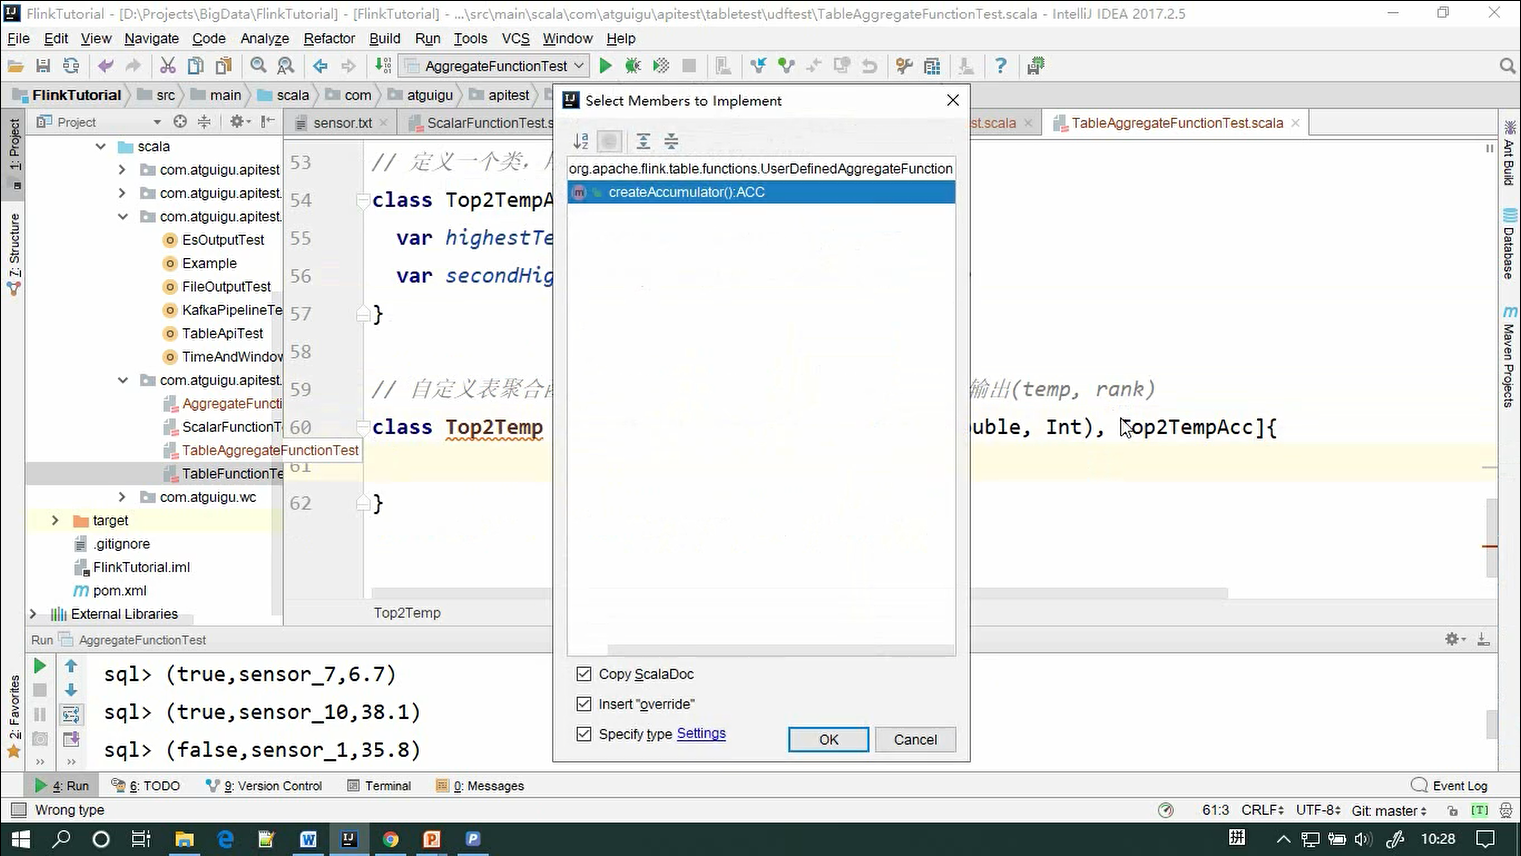 FlinkTutorial - [D:\Projects\BigData\FlinkTutorial] - [FlinkTutorial] - ...\src\main\scala\com\atguigu\apitest\tabletest\udftest\TableAggregateFunctionTest.scala - IntelliJ IDEA 2017.2.5
File Edit View Navigate Code Analyze Refactor Build Run Tools VCS Window Help
AggregateFunctionTest
FlinkTutorial src main scala com atguigu apitest
Select Members to Implement
Project
sensor.txt
ScalarFunctionTest.s
st.scala
TableAggregateFunctionTest.scala
1: Project
7: Structure
2: Favorites
scala
com.atguigu.apitest
com.atguigu.apitest.
com.atguigu.apitest.
EsOutputTest
Example
FileOutputTest
KafkaPipelineTe
TableApiTest
TimeAndWindow
com.atguigu.apitest.
AggregateFuncti
ScalarFunctionT
TableAggregateFunctionTest
TableFunctionTe
com.atguigu.wc
target
.gitignore
FlinkTutorial.iml
pom.xml
External Libraries
53 // 定义一个类，
54 class Top2TempA
55 var highestTe
56 var secondHig
57 }
58
59 // 自定义表聚合 输出(temp, rank)
60 class Top2Temp ouble, Int), Top2TempAcc]{
61
62 }
Top2Temp
org.apache.flink.table.functions.UserDefinedAggregateFunction
createAccumulator():ACC
Copy ScalaDoc
Insert "override"
Specify type Settings
OK
Cancel
Ant Build
Database
Maven Projects
Run AggregateFunctionTest
sql> (true,sensor_7,6.7)
sql> (true,sensor_10,38.1)
sql> (false,sensor_1,35.8)
4: Run 6: TODO 9: Version Control Terminal 0: Messages Event Log
Wrong type 61:3 CRLF UTF-8 Git: master [T]
拼 10:28